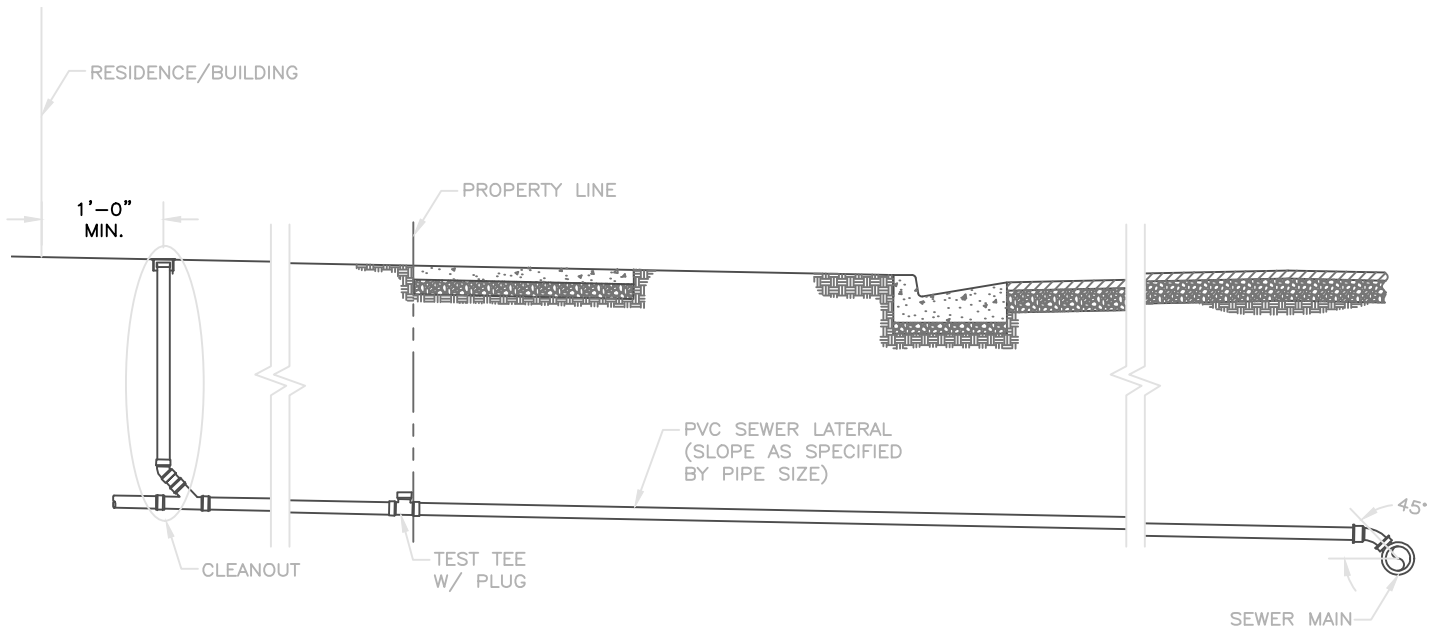 RESIDENCE/BUILDING
PROPERTY LINE
1'-0"
MIN.
PVC SEWER LATERAL
(SLOPE AS SPECIFIED
BY PIPE SIZE)
45°
TEST TEE
W/ PLUG
CLEANOUT
SEWER MAIN